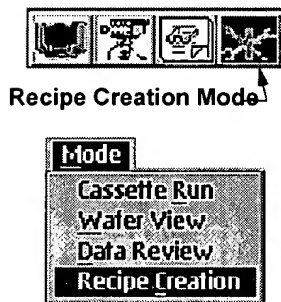 Recipe Creation Mode
Mode
Cassette Run
Wafer View
Data Review
Recipe Creation